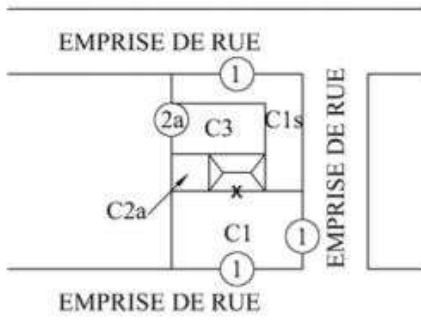 EMPRISE DE RUE
1
2a
C3
C1s
EMPRISE DE RUE
C2a
x
C1
1
1
EMPRISE DE RUE